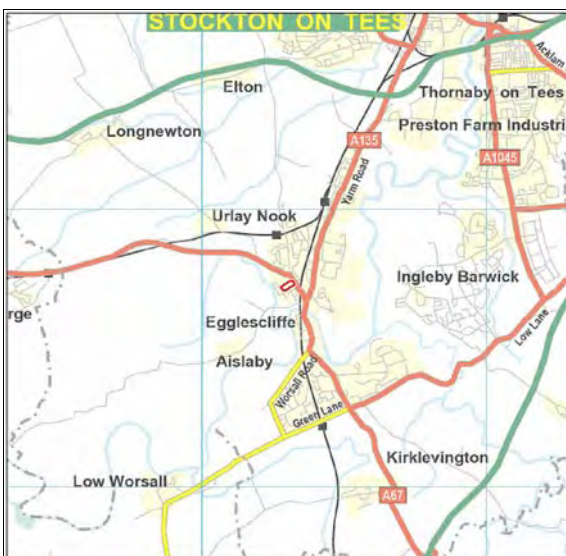 STOCKTON ON TEES
Acklam
Elton
Thornaby on Tees
Longnewton
Preston Farm Industri
A135
A1045
Yarm Road
Urlay Nook
Ingleby Barwick
rge
Egglescliffe
Low Lane
Aislaby
Worsall Road
Green Lane
Kirklevington
Low Worsall
A67